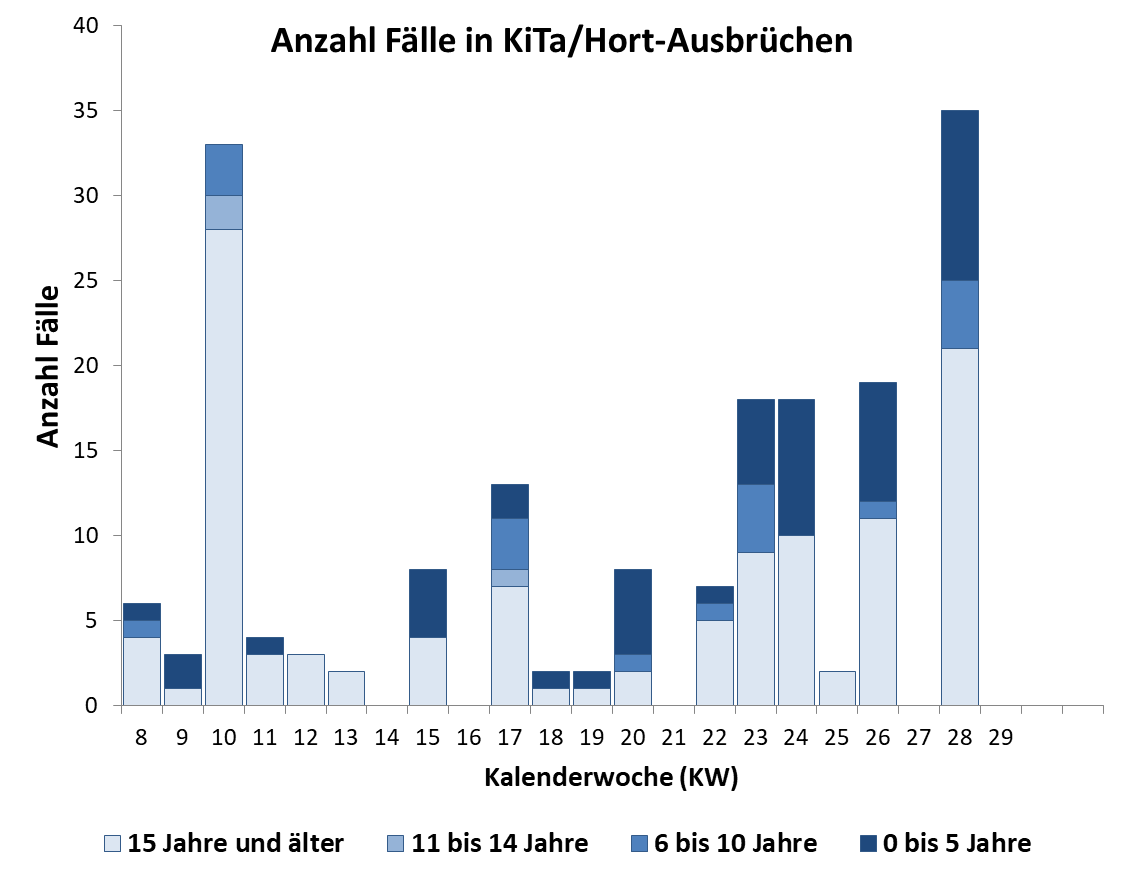 Anzahl Fälle in KiTa/Hort-Ausbrüchen
40
35
30
25
20
15
10
5
0
Anzahl Fälle
8 9 10 11 12 13 14 15 16 17 18 19 20 21 22 23 24 25 26 27 28 29
Kalenderwoche (KW)
15 Jahre und älter 11 bis 14 Jahre 6 bis 10 Jahre 0 bis 5 Jahre